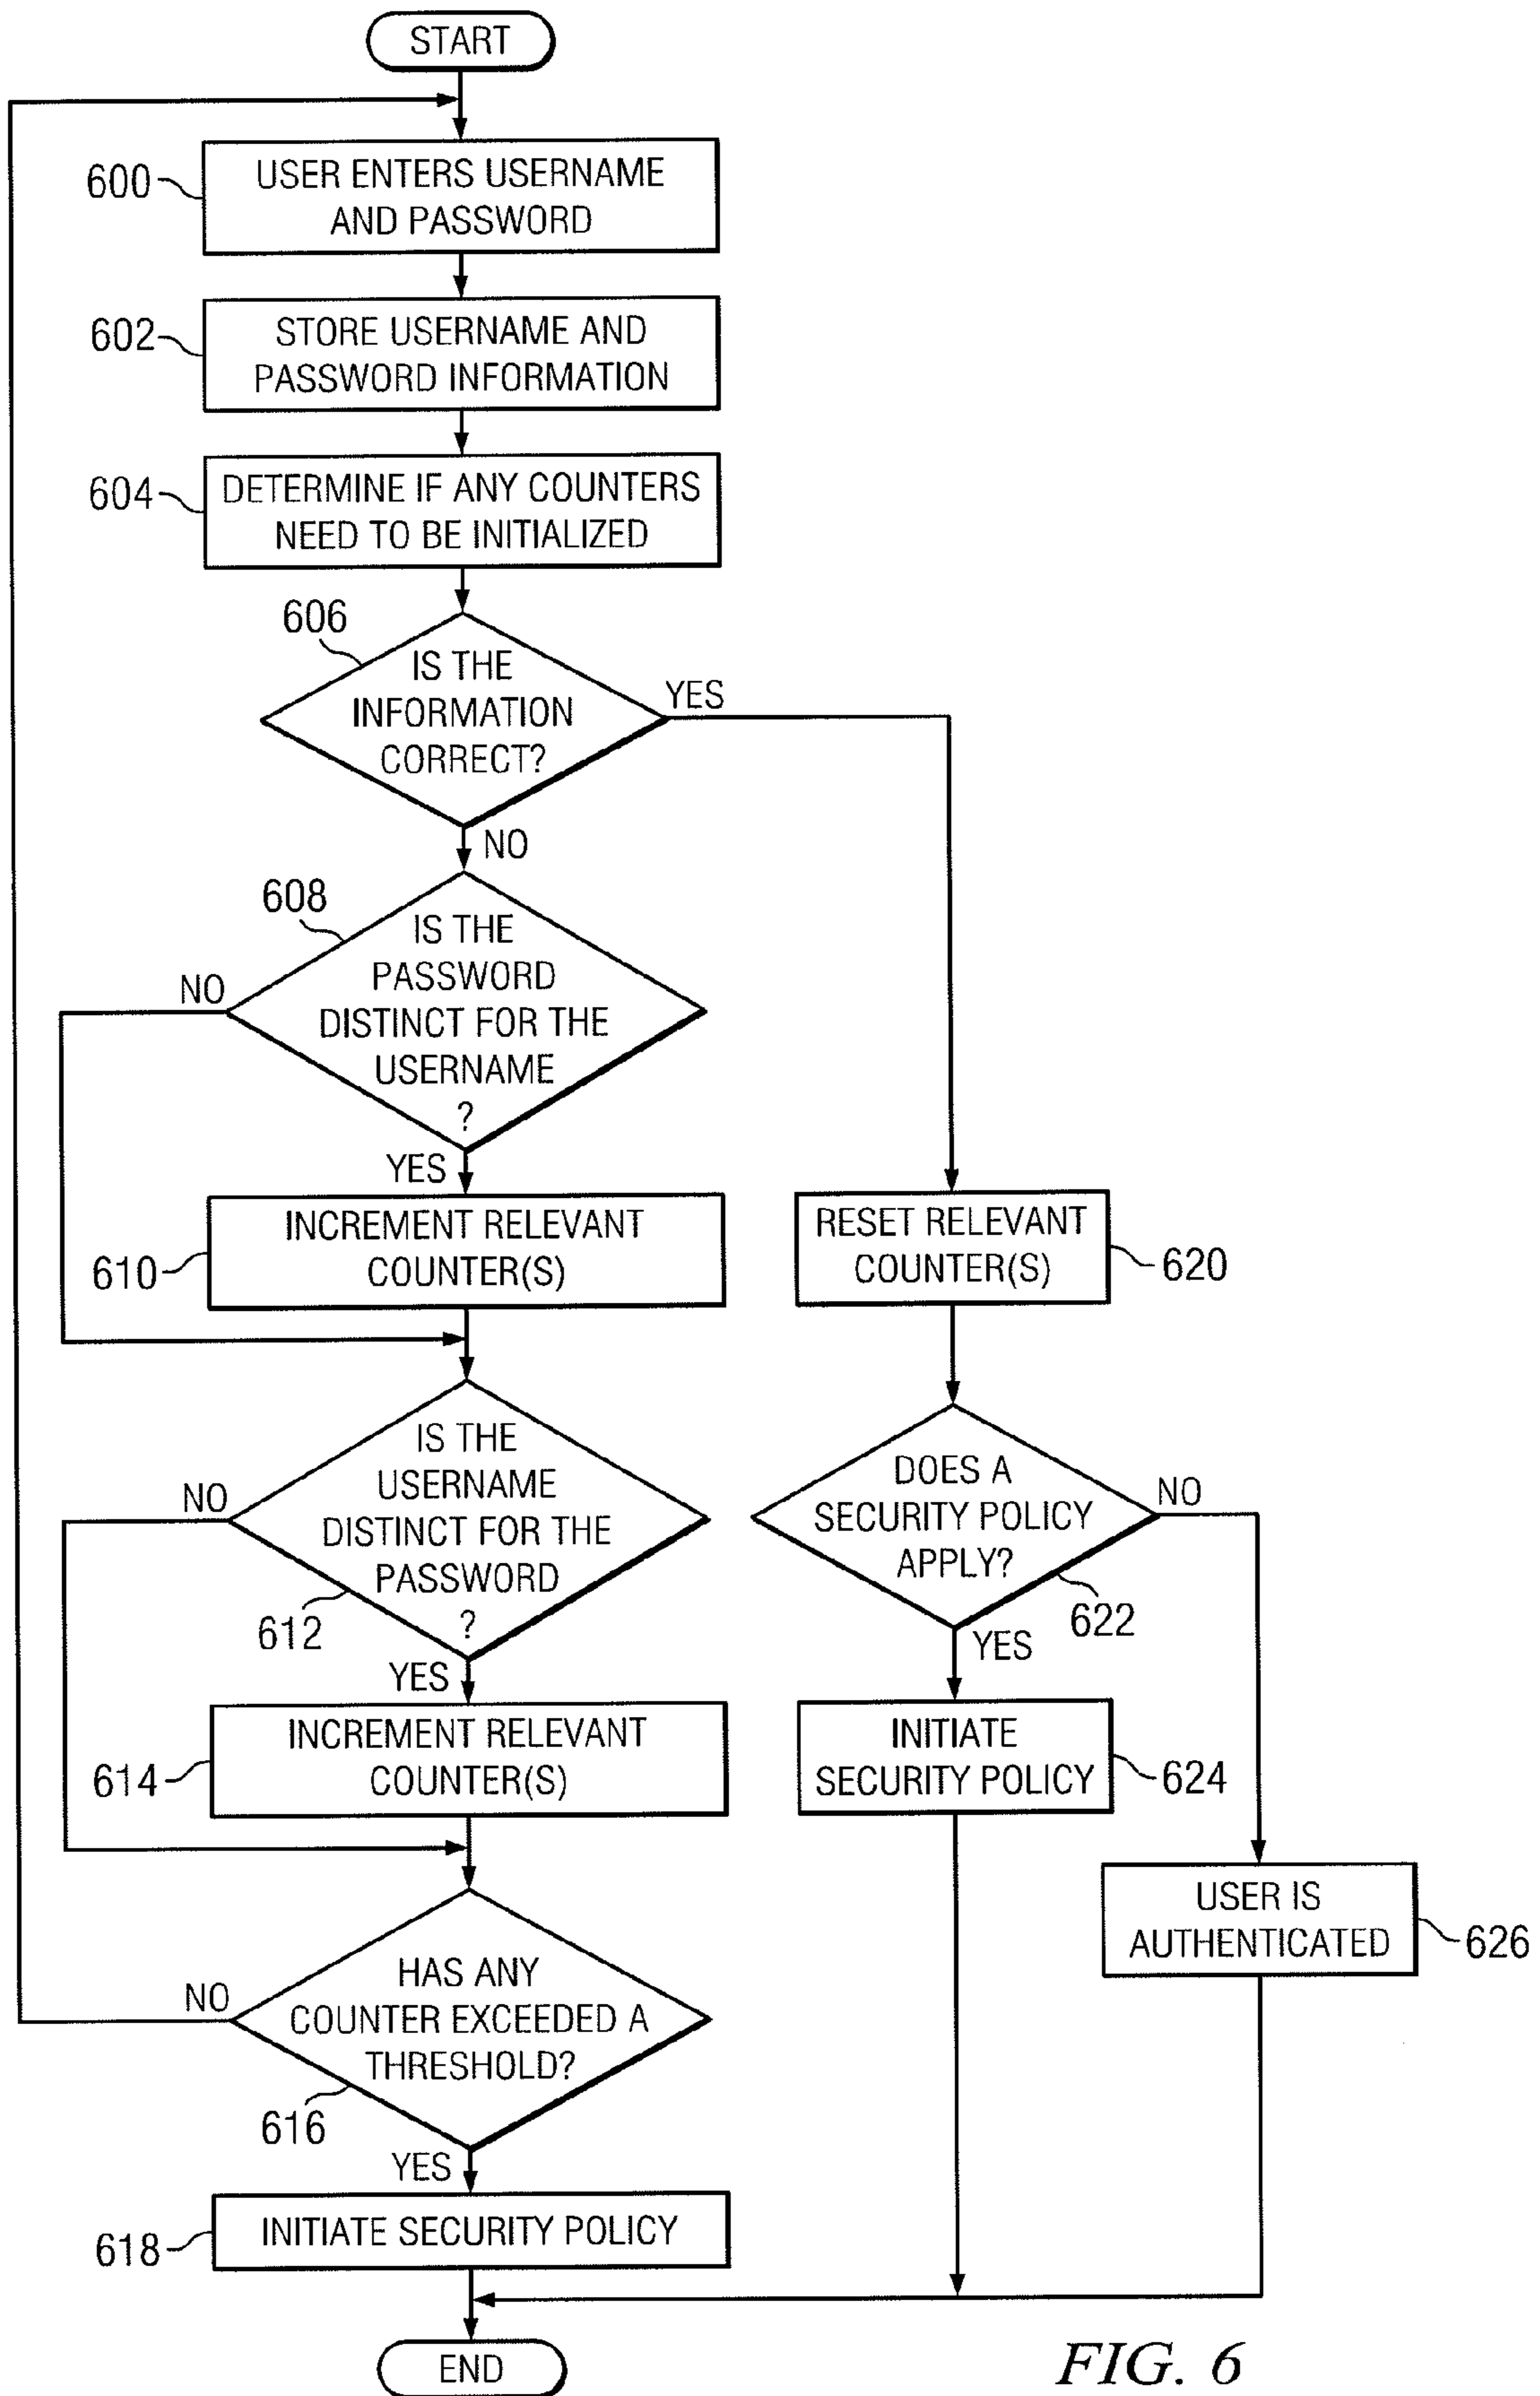 START
600
USER ENTERS USERNAME
AND PASSWORD
602
STORE USERNAME AND
PASSWORD INFORMATION
604
DETERMINE IF ANY COUNTERS
NEED TO BE INITIALIZED
606
IS THE
INFORMATION
CORRECT?
YES
NO
608
IS THE
PASSWORD
DISTINCT FOR THE
USERNAME
?
NO
YES
610
INCREMENT RELEVANT
COUNTER(S)
RESET RELEVANT
COUNTER(S)
620
IS THE
USERNAME
DISTINCT FOR THE
PASSWORD
?
NO
612
YES
DOES A
SECURITY POLICY
APPLY?
NO
622
YES
614
INCREMENT RELEVANT
COUNTER(S)
INITIATE
SECURITY POLICY
624
USER IS
AUTHENTICATED
626
HAS ANY
COUNTER EXCEEDED A
THRESHOLD?
NO
616
YES
618
INITIATE SECURITY POLICY
END
FIG. 6